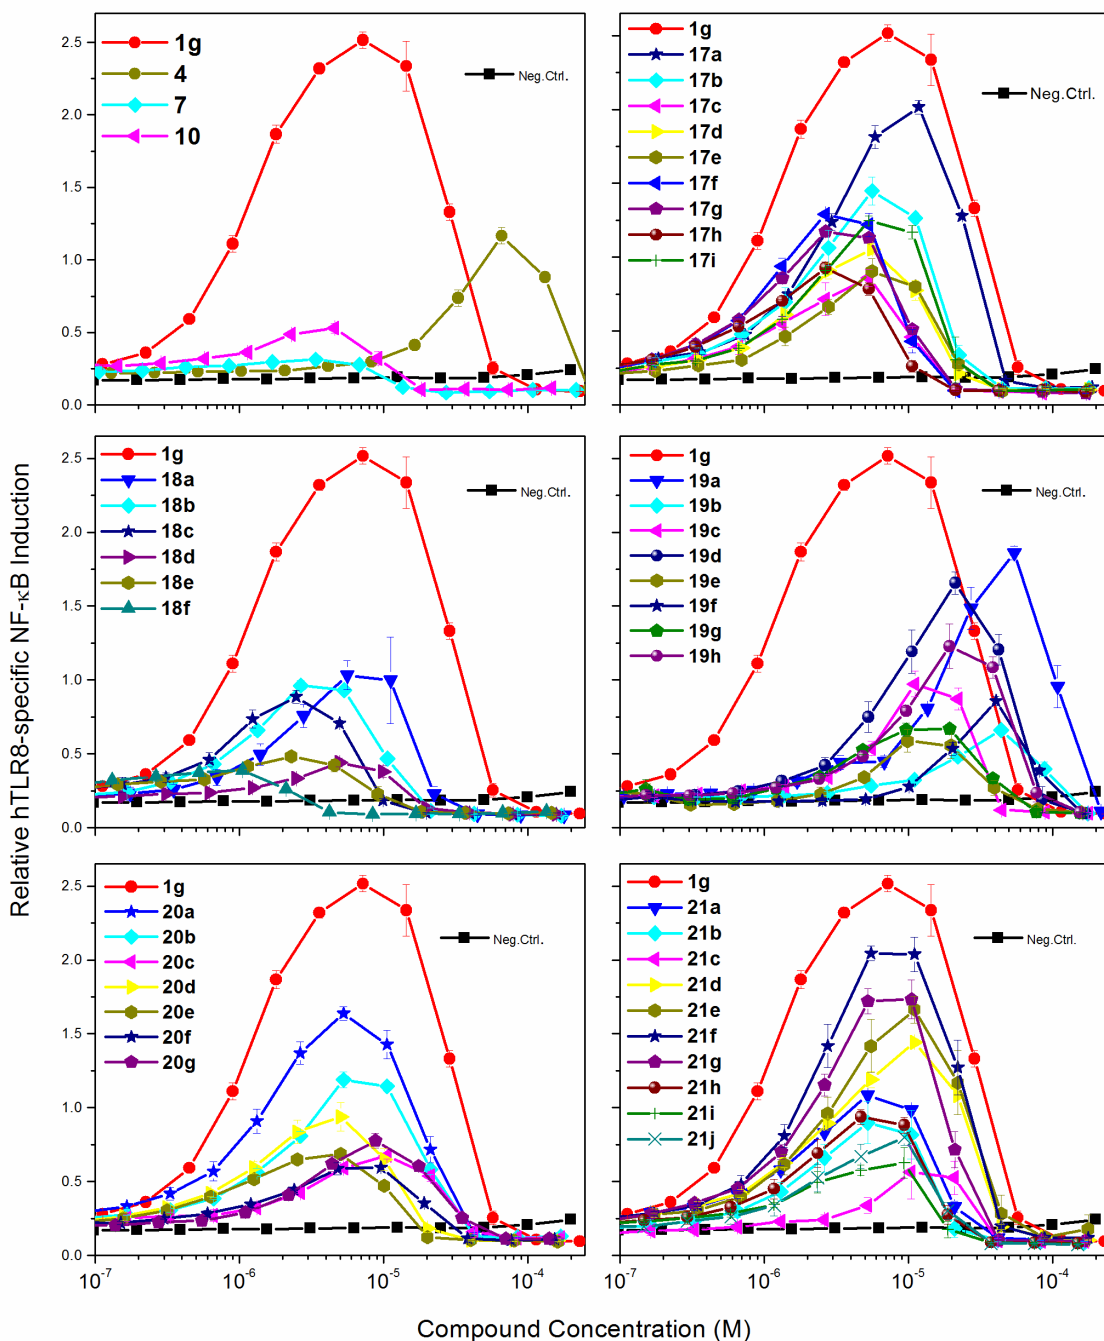 Relative hTLR8-specific NF-κB Induction
2.5
2.0
1.5
1.0
0.5
0.0
1g
4
7
10
Neg.Ctrl.
1g
17a
17b
17c
17d
17e
17f
17g
17h
17i
Neg.Ctrl.
2.5
2.0
1.5
1.0
0.5
0.0
1g
18a
18b
18c
18d
18e
18f
Neg.Ctrl.
1g
19a
19b
19c
19d
19e
19f
19g
19h
Neg.Ctrl.
2.5
2.0
1.5
1.0
0.5
0.0
1g
20a
20b
20c
20d
20e
20f
20g
Neg.Ctrl.
10⁻⁷ 10⁻⁶ 10⁻⁵ 10⁻⁴
1g
21a
21b
21c
21d
21e
21f
21g
21h
21i
21j
Neg.Ctrl.
10⁻⁷ 10⁻⁶ 10⁻⁵ 10⁻⁴
Compound Concentration (M)